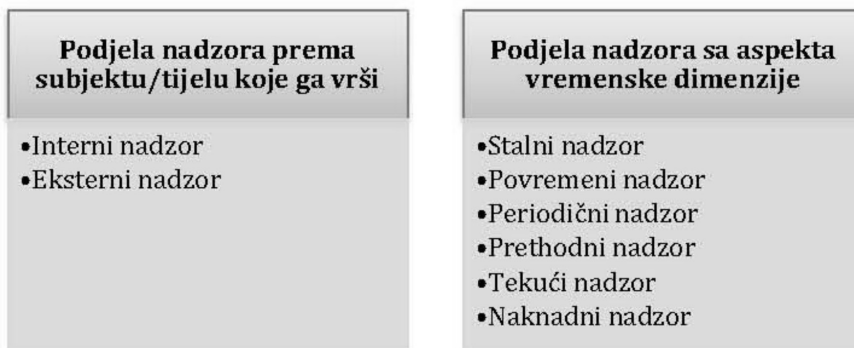 Podjela nadzora prema
subjektu/tijelu koje ga vrši
•Interni nadzor
•Eksterni nadzor
Podjela nadzora sa aspekta
vremenske dimenzije
•Stalni nadzor
•Povremeni nadzor
•Periodični nadzor
•Prethodni nadzor
•Tekući nadzor
•Naknadni nadzor